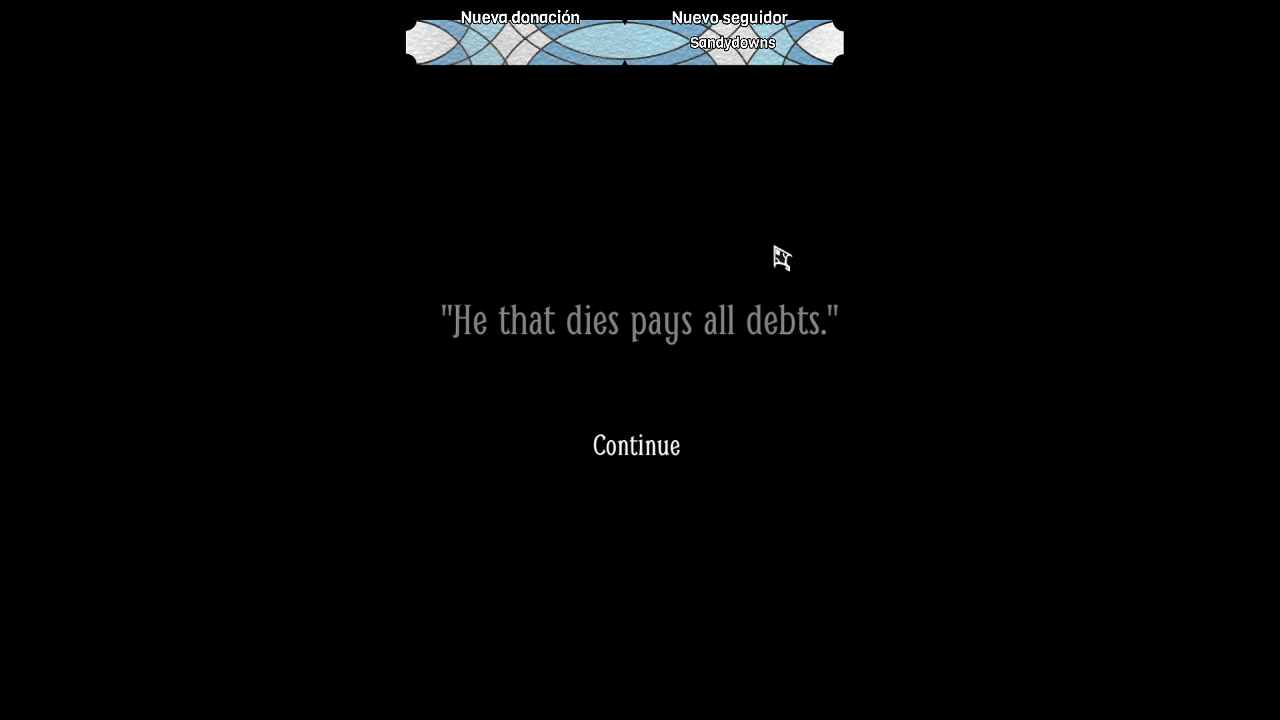 Nueva donación
Nuevo seguidor
Sandydowns
"He that dies pays all debts."
Continue